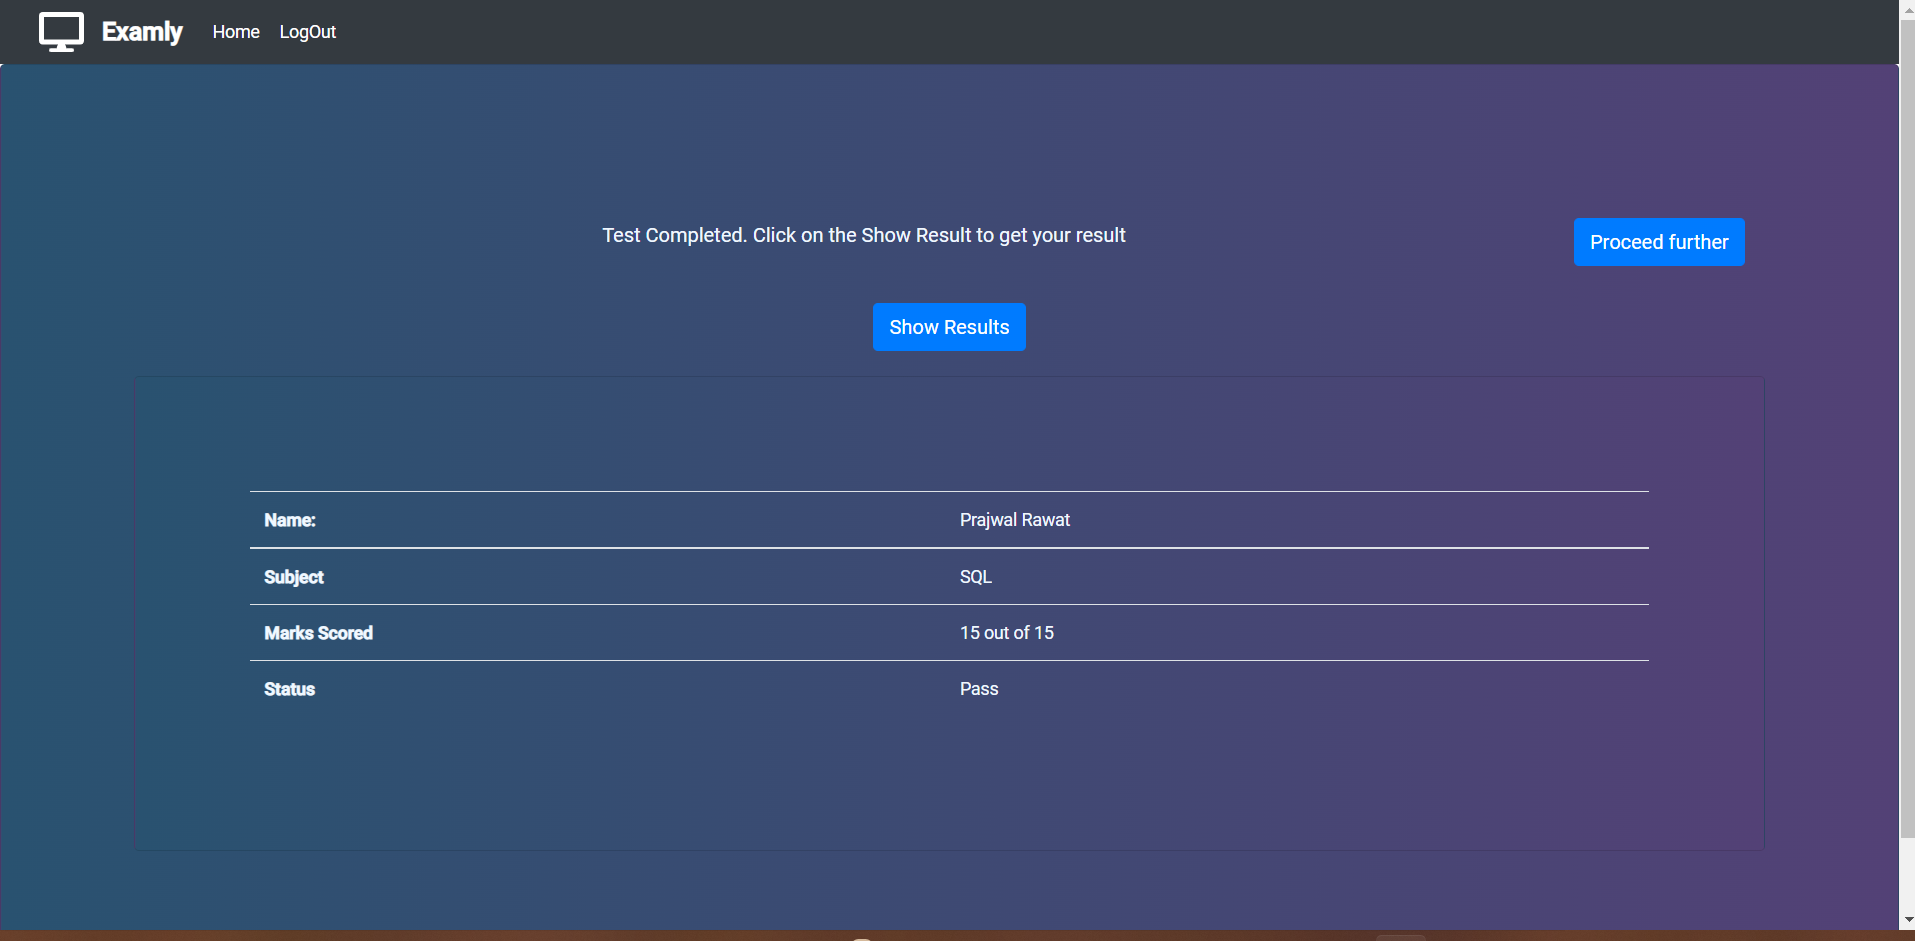 Examly Home LogOut
Test Completed. Click on the Show Result to get your result
Proceed further
Show Results
Name: Prajwal Rawat
Subject SQL
Marks Scored 15 out of 15
Status Pass